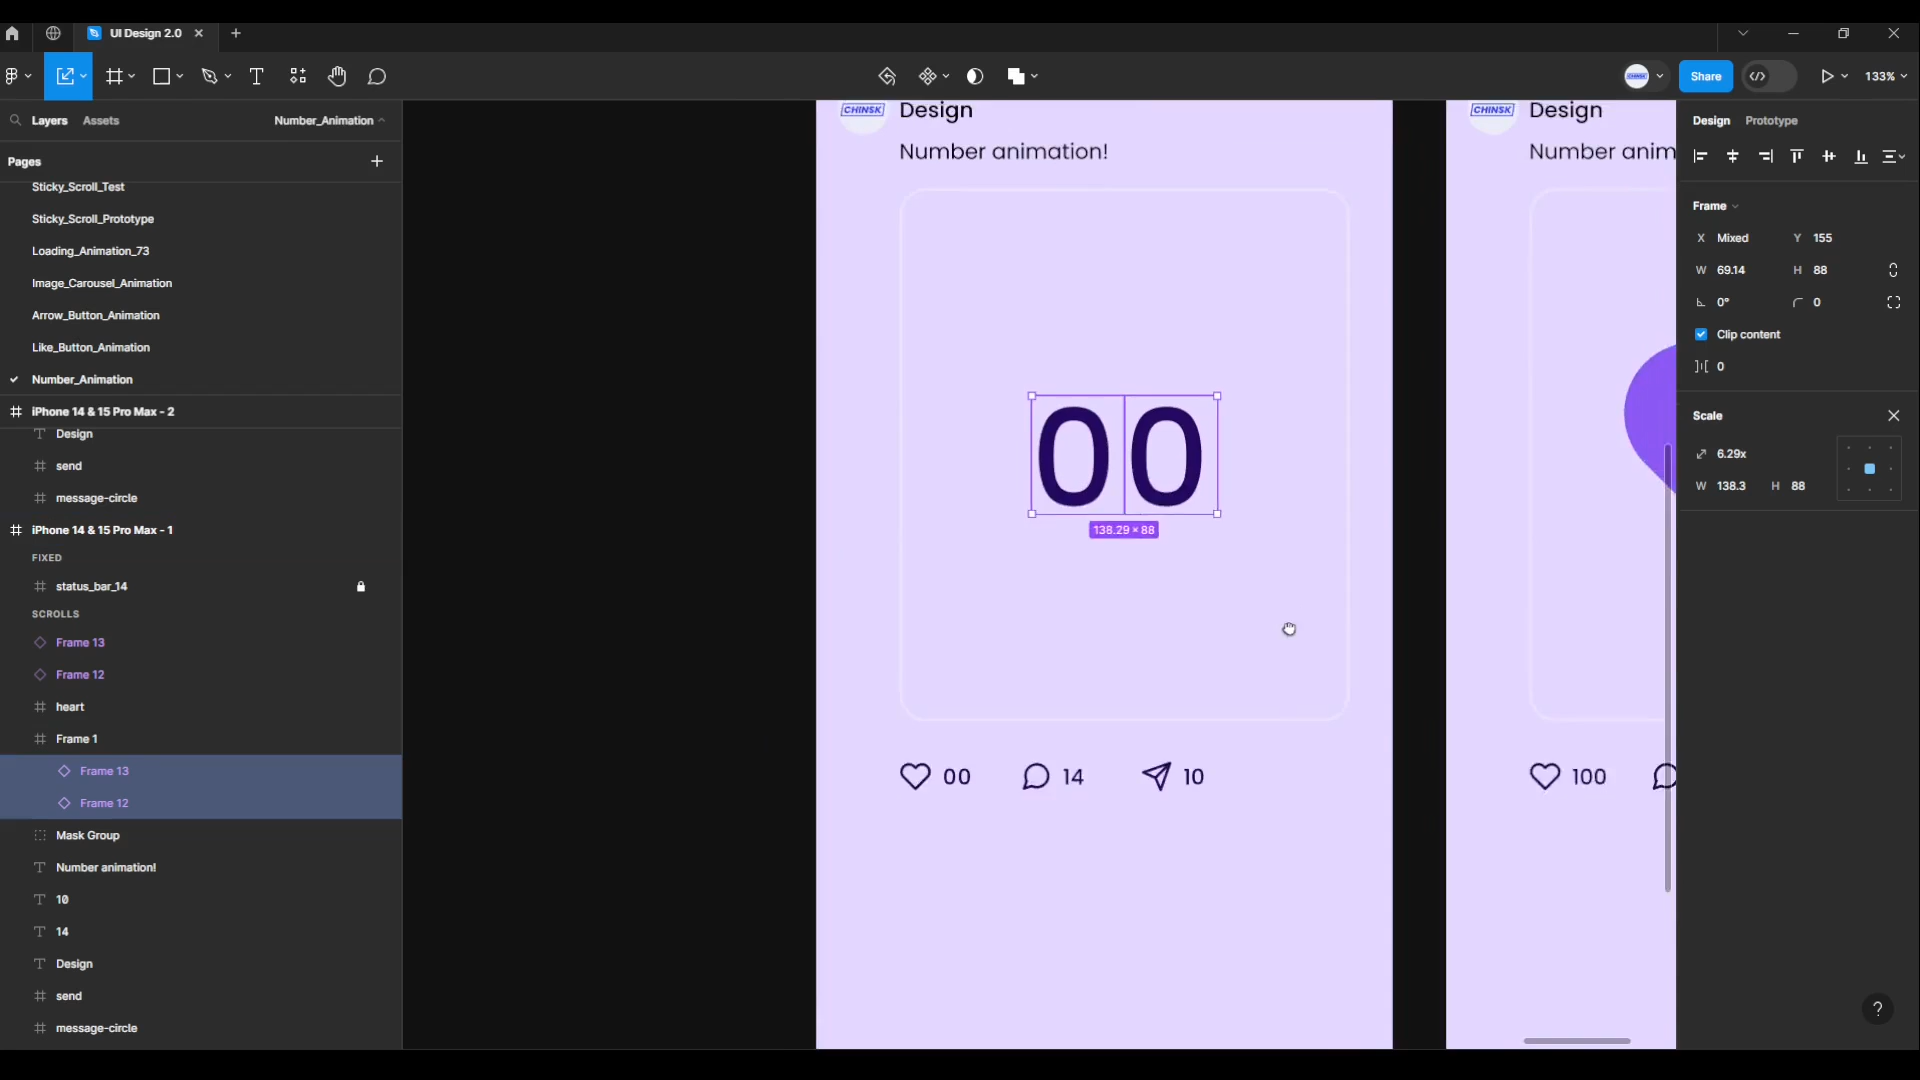 UI Design 2.0
Share
133%
Layers
Assets
Number_Animation
Pages
Sticky_Scroll_Test
Sticky_Scroll_Prototype
Loading_Animation_73
Image_Carousel_Animation
Arrow_Button_Animation
Like_Button_Animation
Number_Animation
iPhone 14 & 15 Pro Max - 2
Design
send
message-circle
iPhone 14 & 15 Pro Max - 1
FIXED
status_bar_14
SCROLLS
Frame 13
Frame 12
heart
Frame 1
Frame 13
Frame 12
Mask Group
Number animation!
10
14
Design
send
message-circle
CHINSK
Design
Number animation!
00
138.29 × 88
00
14
10
CHINSK
Design
Number anim
100
Design
Prototype
Frame
X Mixed
Y 155
W 69.14
H 88
0°
0
Clip content
0
Scale
6.29x
W 138.3
H 88
?